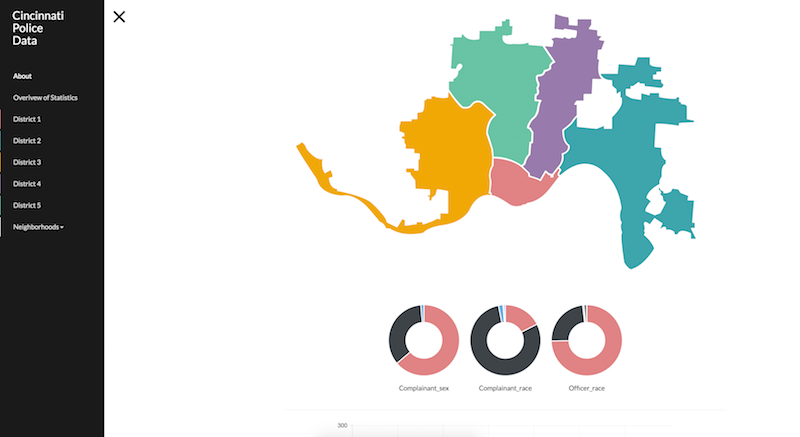 Cincinnati
Police
Data
About
Overivew of Statistics
District 1
District 2
District 3
District 4
District 5
Neighborhoods
Complainant_sex
Complainant_race
Officer_race
300